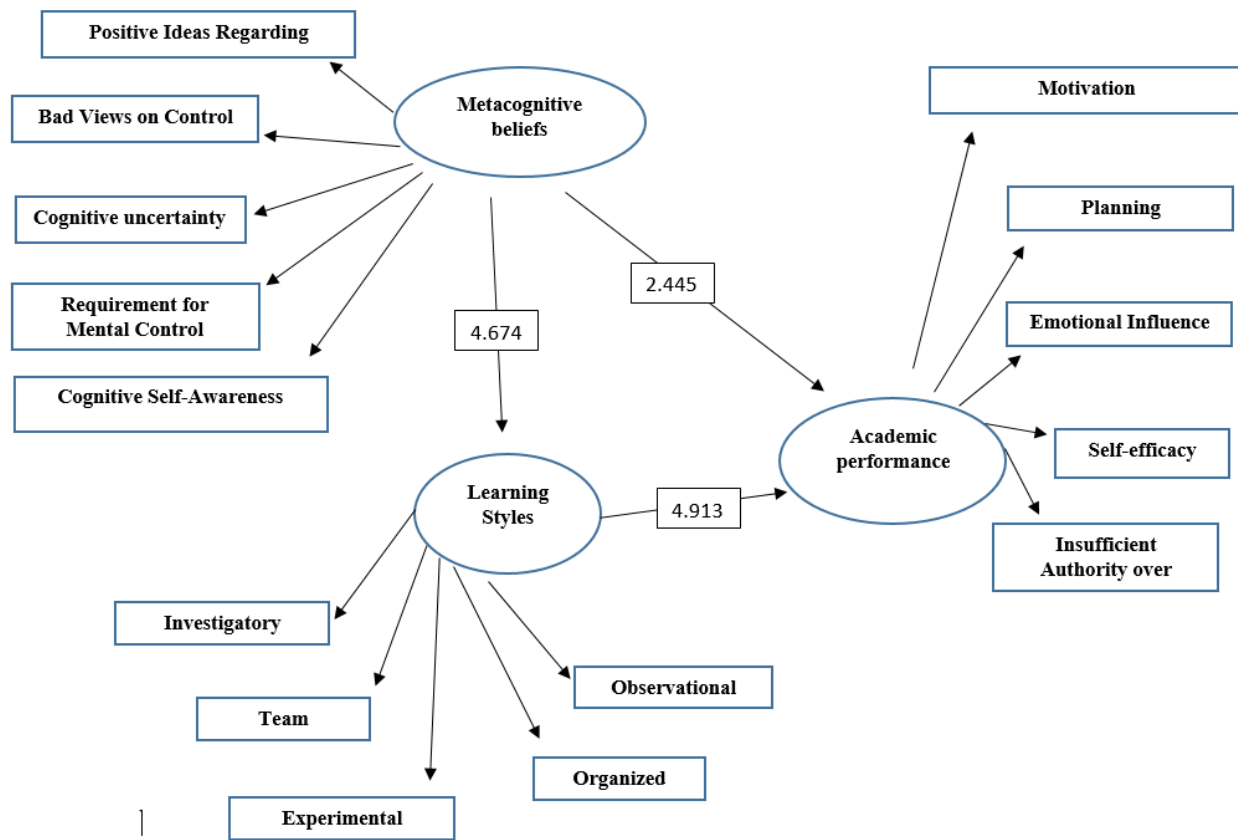 Positive Ideas Regarding
Bad Views on Control
Cognitive uncertainty
Requirement for
Mental Control
Cognitive Self-Awareness
Metacognitive
beliefs
Motivation
Planning
Emotional Influence
Self-efficacy
Insufficient
Authority over
2.445
4.674
Academic
performance
Learning
Styles
4.913
Investigatory
Team
Experimental
Observational
Organized